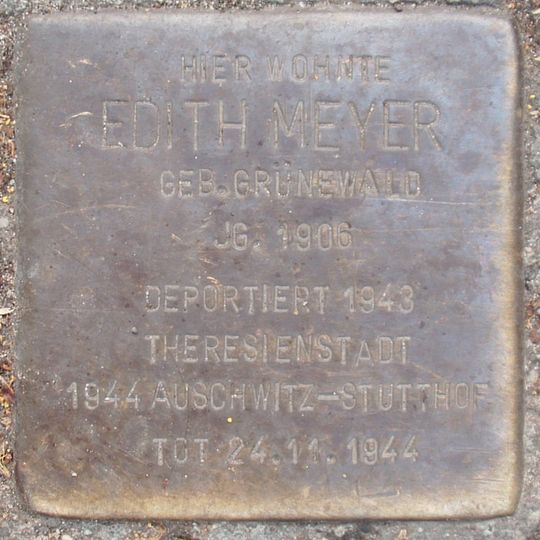 HIER WOHNTE
EDITH MEYER
GEB. GRÜNEWALD
JG. 1906
DEPORTIERT 1943
THERESIENSTADT
1944 AUSCHWITZ-STUTTHOF
TOT 24.11.1944